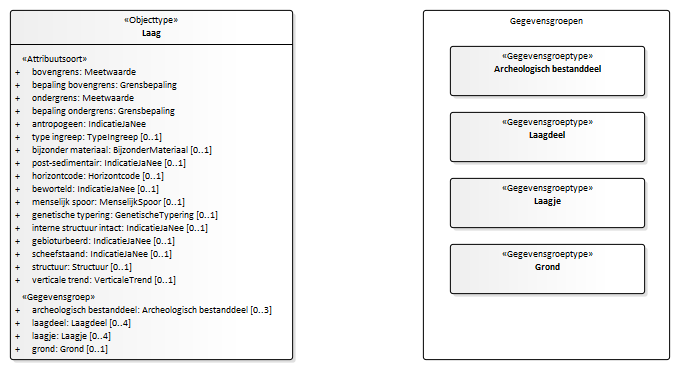 «Objecttype»
Laag
«Attribuutsoort»
+ bovengrens: Meetwaarde
+ bepaling bovengrens: Grensbepaling
+ ondergrens: Meetwaarde
+ bepaling ondergrens: Grensbepaling
+ antropogeen: IndicatieJaNee
+ type ingreep: TypeIngreep [0..1]
+ bijzonder materiaal: BijzonderMateriaal [0..1]
+ post-sedimentair: IndicatieJaNee [0..1]
+ horizontcode: Horizontcode [0..1]
+ beworteld: IndicatieJaNee [0..1]
+ menselijk spoor: MenselijkSpoor [0..1]
+ genetische typering: GenetischeTypering [0..1]
+ interne structuur intact: IndicatieJaNee [0..1]
+ gebioturbeerd: IndicatieJaNee [0..1]
+ scheefstaand: IndicatieJaNee [0..1]
+ structuur: Structuur [0..1]
+ verticale trend: VerticaleTrend [0..1]
«Gegevensgroep»
+ archeologisch bestanddeel: Archeologisch bestanddeel [0..3]
+ laagdeel: Laagdeel [0..4]
+ laagje: Laagje [0..4]
+ grond: Grond [0..1]
Gegevensgroepen
«Gegevensgroeptype»
Archeologisch bestanddeel
«Gegevensgroeptype»
Laagdeel
«Gegevensgroeptype»
Laagje
«Gegevensgroeptype»
Grond